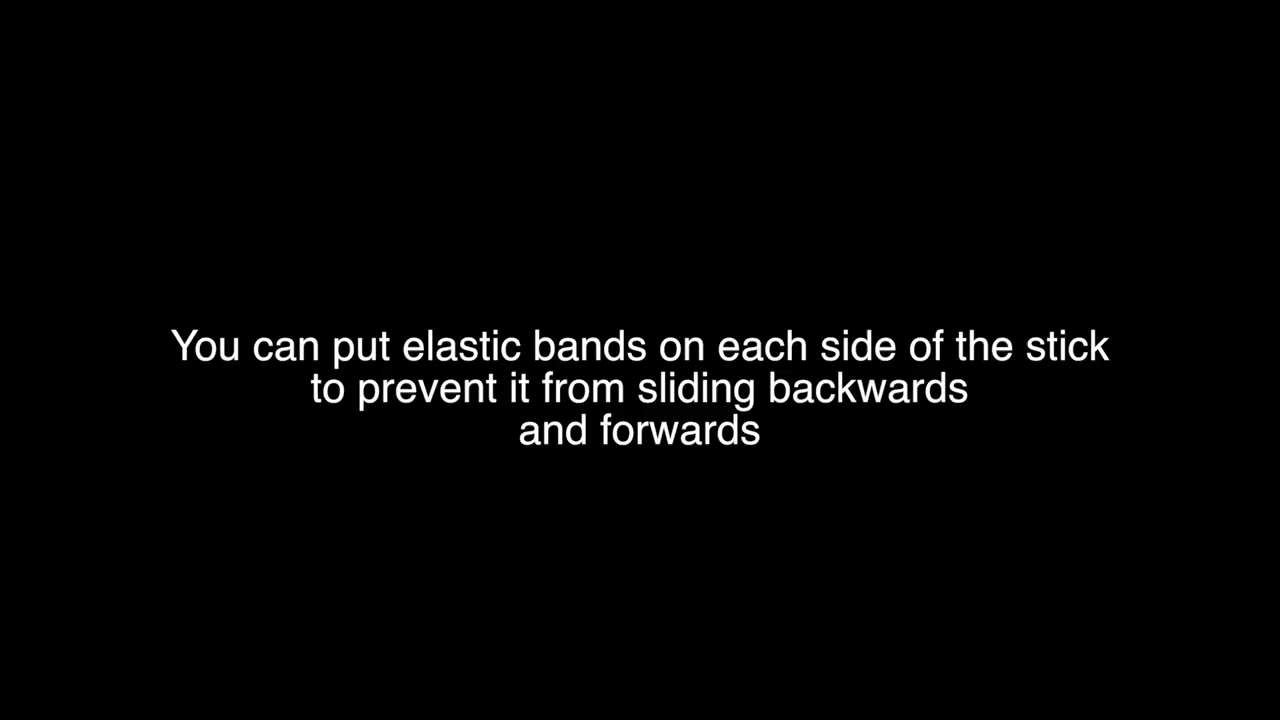 You can put elastic bands on each side of the stick
to prevent it from sliding backwards
and forwards